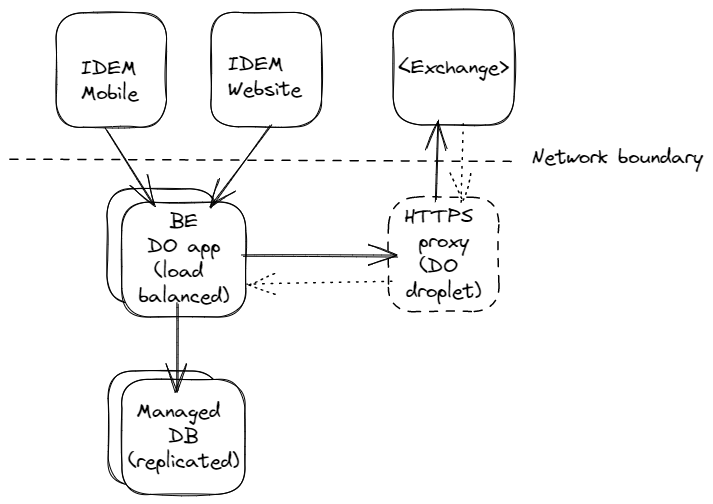 IDEM
Mobile
IDEM
Website
<Exchange>
Network boundary
BE
DO app
(load
balanced)
HTTPS
proxy
(DO
droplet)
Managed
DB
(replicated)